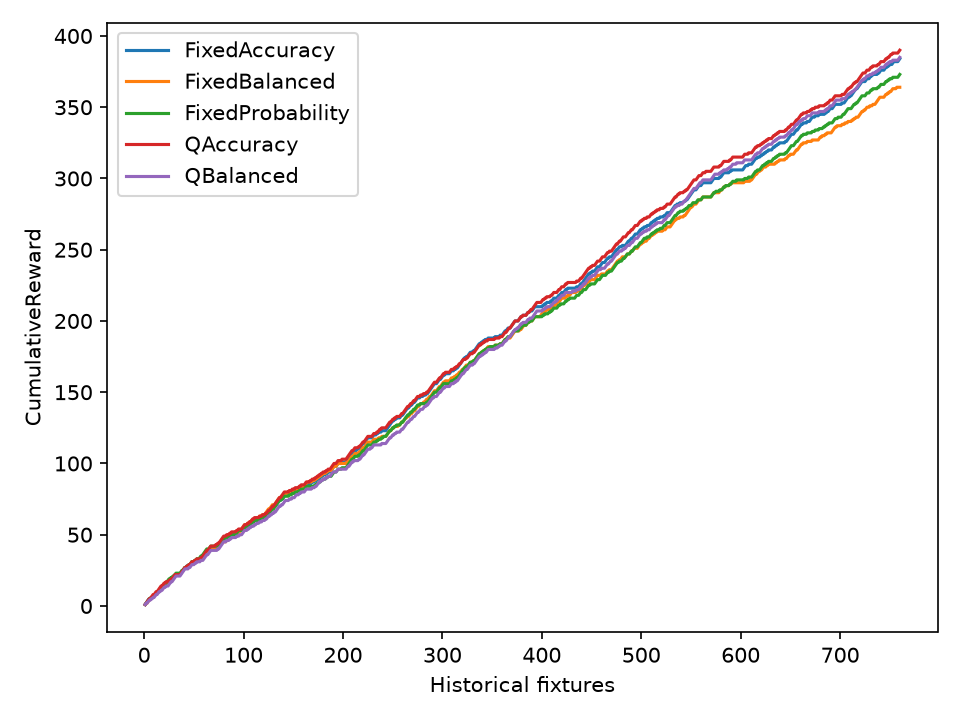 FixedAccuracy
FixedBalanced
FixedProbability
QAccuracy
QBalanced
400
350
300
250
200
150
100
50
0
CumulativeReward
0 100 200 300 400 500 600 700
Historical fixtures